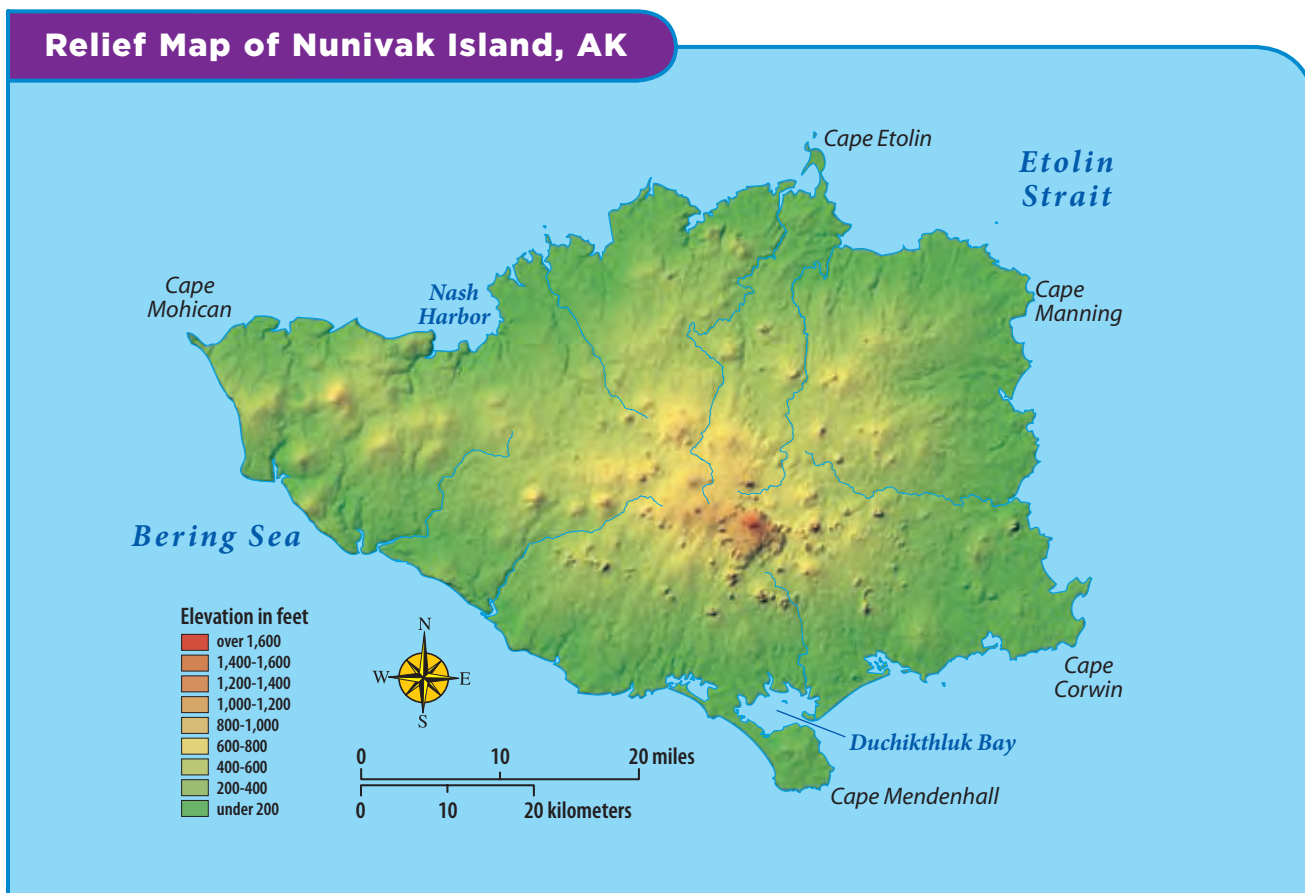 Relief Map of Nunivak Island, AK
Cape Etolin
Etolin
Strait
Cape
Mohican
Nash
Harbor
Cape
Manning
Bering Sea
Elevation in feet
over 1,600
1,400-1,600
1,200-1,400
1,000-1,200
800-1,000
600-800
400-600
200-400
under 200
N
W
E
S
0 10 20 miles
0 10 20 kilometers
Cape
Corwin
Duchikthluk Bay
Cape Mendenhall